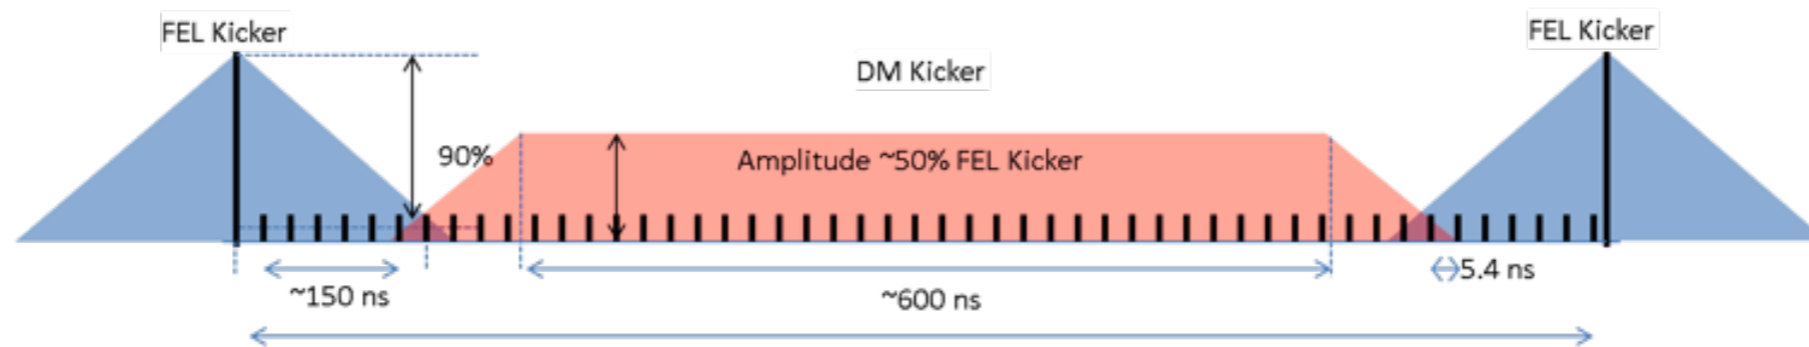 FEL Kicker
FEL Kicker
DM Kicker
90%
Amplitude ~50% FEL Kicker
5.4 ns
~150 ns
~600 ns